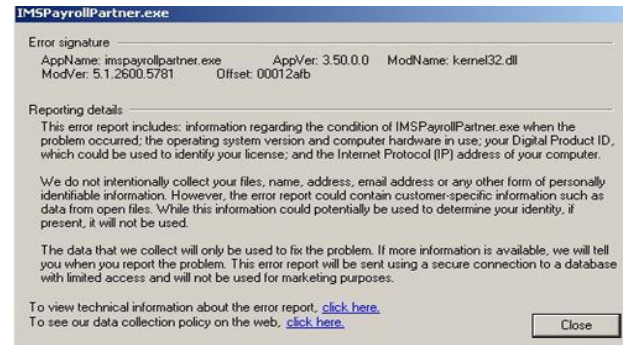 IMSPayrollPartner.exe
Error signature
AppName: imspayrollpartner.exe AppVer: 3.50.0.0 ModName: kernel32.dll
ModVer: 5.1.2600.5781 Offset: 00012afb
Reporting details
This error report includes: information regarding the condition of IMSPayrollPartner.exe when the
problem occurred; the operating system version and computer hardware in use; your Digital Product ID,
which could be used to identify your license; and the Internet Protocol (IP) address of your computer.
We do not intentionally collect your files, name, address, email address or any other form of personally
identifiable information. However, the error report could contain customer-specific information such as
data from open files. While this information could potentially be used to determine your identity, if
present, it will not be used.
The data that we collect will only be used to fix the problem. If more information is available, we will tell
you when you report the problem. This error report will be sent using a secure connection to a database
with limited access and will not be used for marketing purposes.
To view technical information about the error report, click here.
To see our data collection policy on the web, click here.
Close